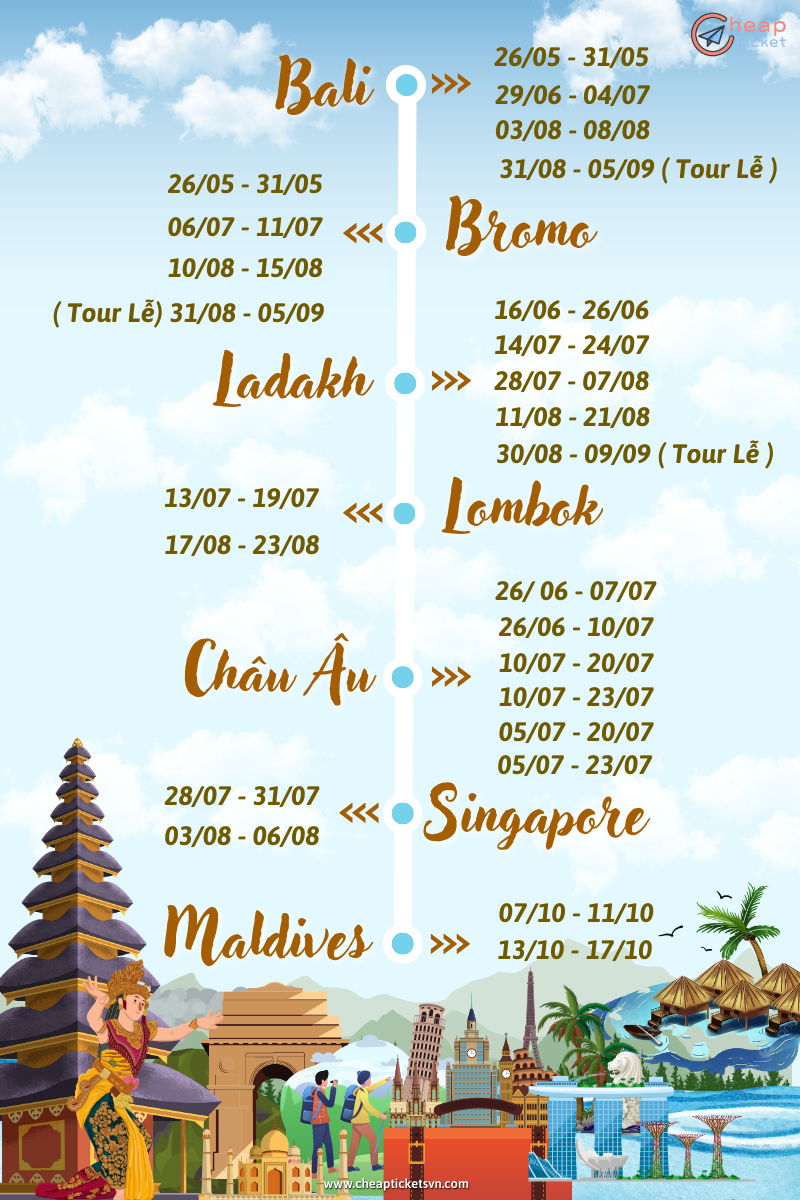 Cheap
ticket
Bali
26/05 - 31/05
29/06 - 04/07
03/08 - 08/08
31/08 - 05/09 ( Tour Lễ )
Bromo
26/05 - 31/05
06/07 - 11/07
10/08 - 15/08
( Tour Lễ) 31/08 - 05/09
Ladakh
16/06 - 26/06
14/07 - 24/07
28/07 - 07/08
11/08 - 21/08
30/08 - 09/09 ( Tour Lễ )
Lombok
13/07 - 19/07
17/08 - 23/08
Châu Âu
26/ 06 - 07/07
26/06 - 10/07
10/07 - 20/07
10/07 - 23/07
05/07 - 20/07
05/07 - 23/07
Singapore
28/07 - 31/07
03/08 - 06/08
Maldives
07/10 - 11/10
13/10 - 17/10
www.cheapticketsvn.com